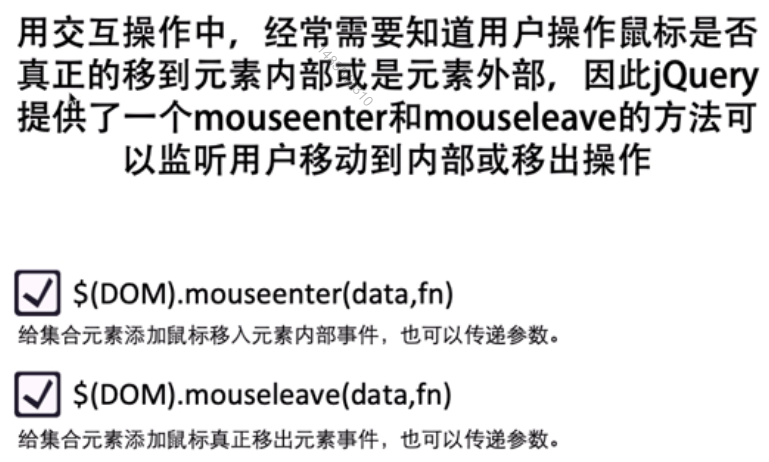 用交互操作中，经常需要知道用户操作鼠标是否
真正的移到元素内部或是元素外部，因此jQuery
提供了一个mouseenter和mouseleave的方法可
以监听用户移动到内部或移出操作
$(DOM).mouseenter(data,fn)
给集合元素添加鼠标移入元素内部事件，也可以传递参数。
$(DOM).mouseleave(data,fn)
给集合元素添加鼠标真正移出元素事件，也可以传递参数。